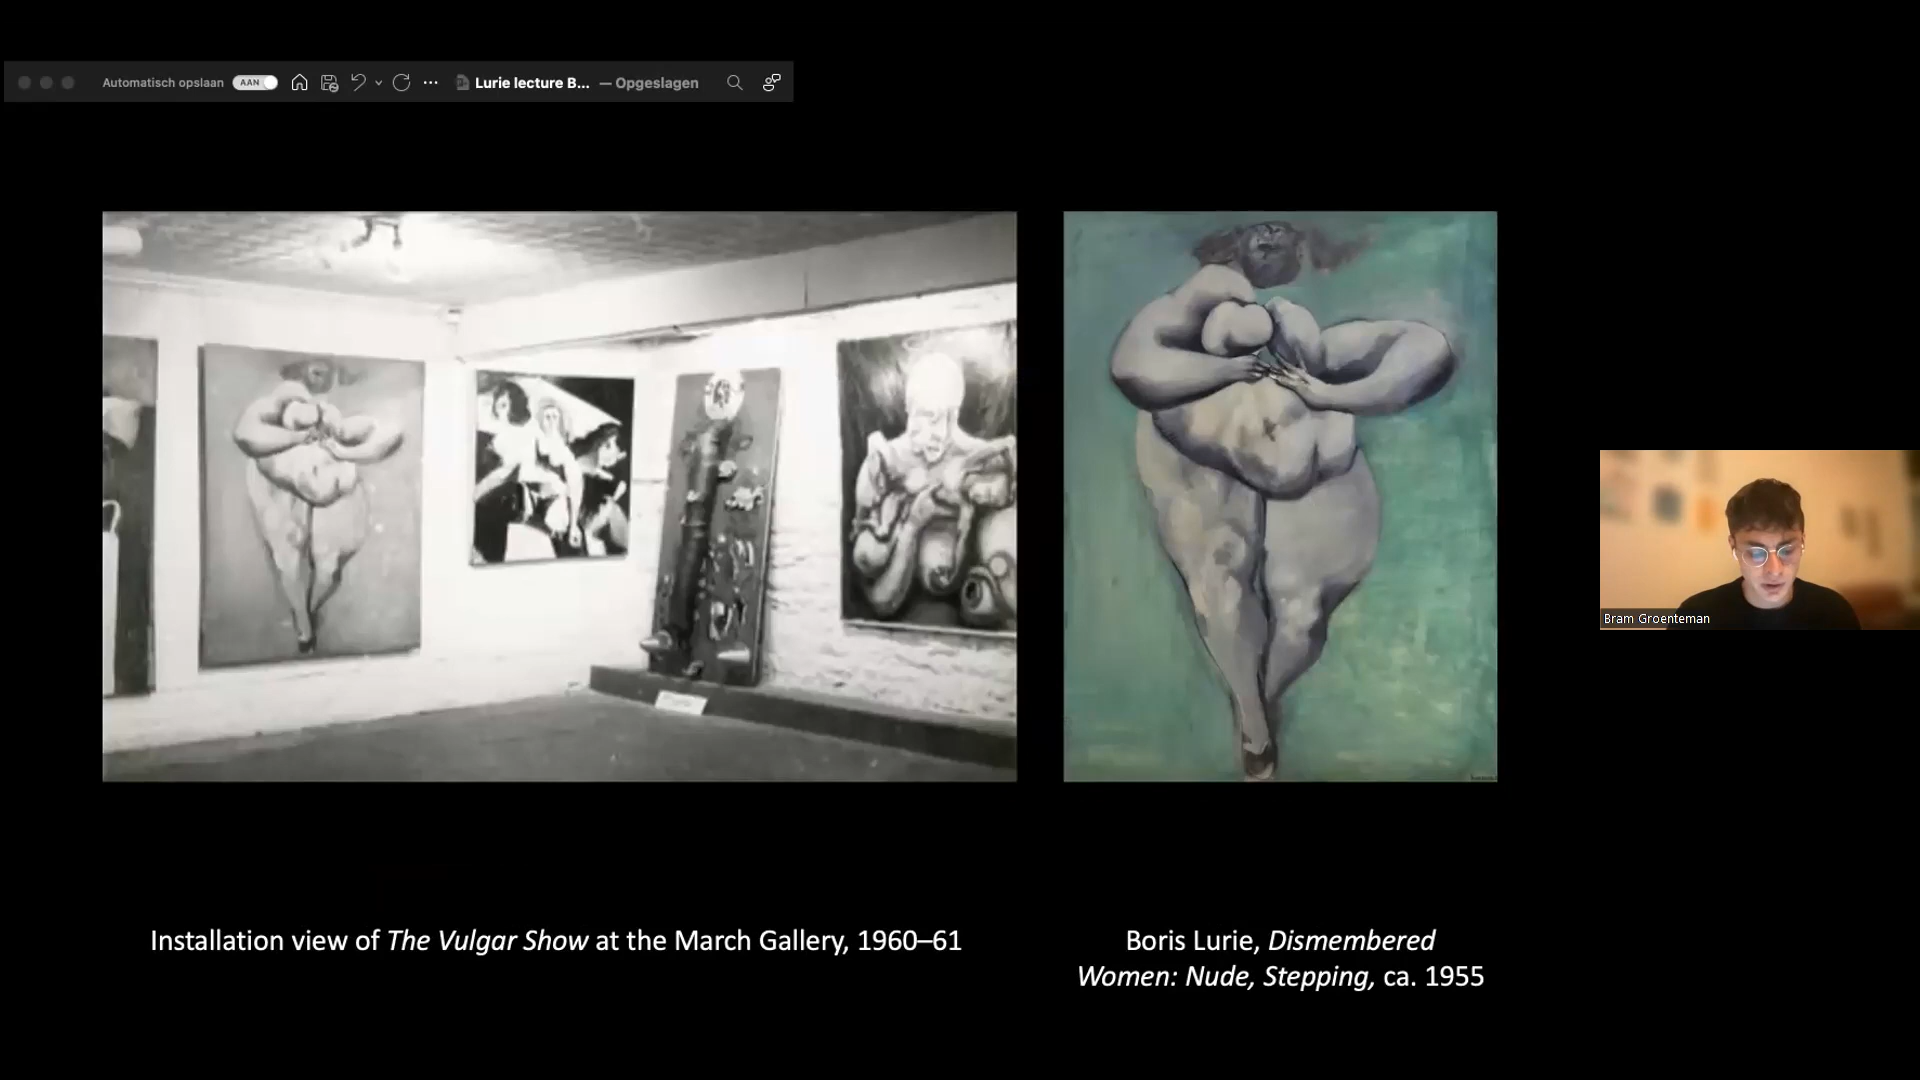 Automatisch opslaan AAN Lurie lecture B... — Opgeslagen
Bram Groenteman
Installation view of The Vulgar Show at the March Gallery, 1960–61
Boris Lurie, Dismembered
Women: Nude, Stepping, ca. 1955